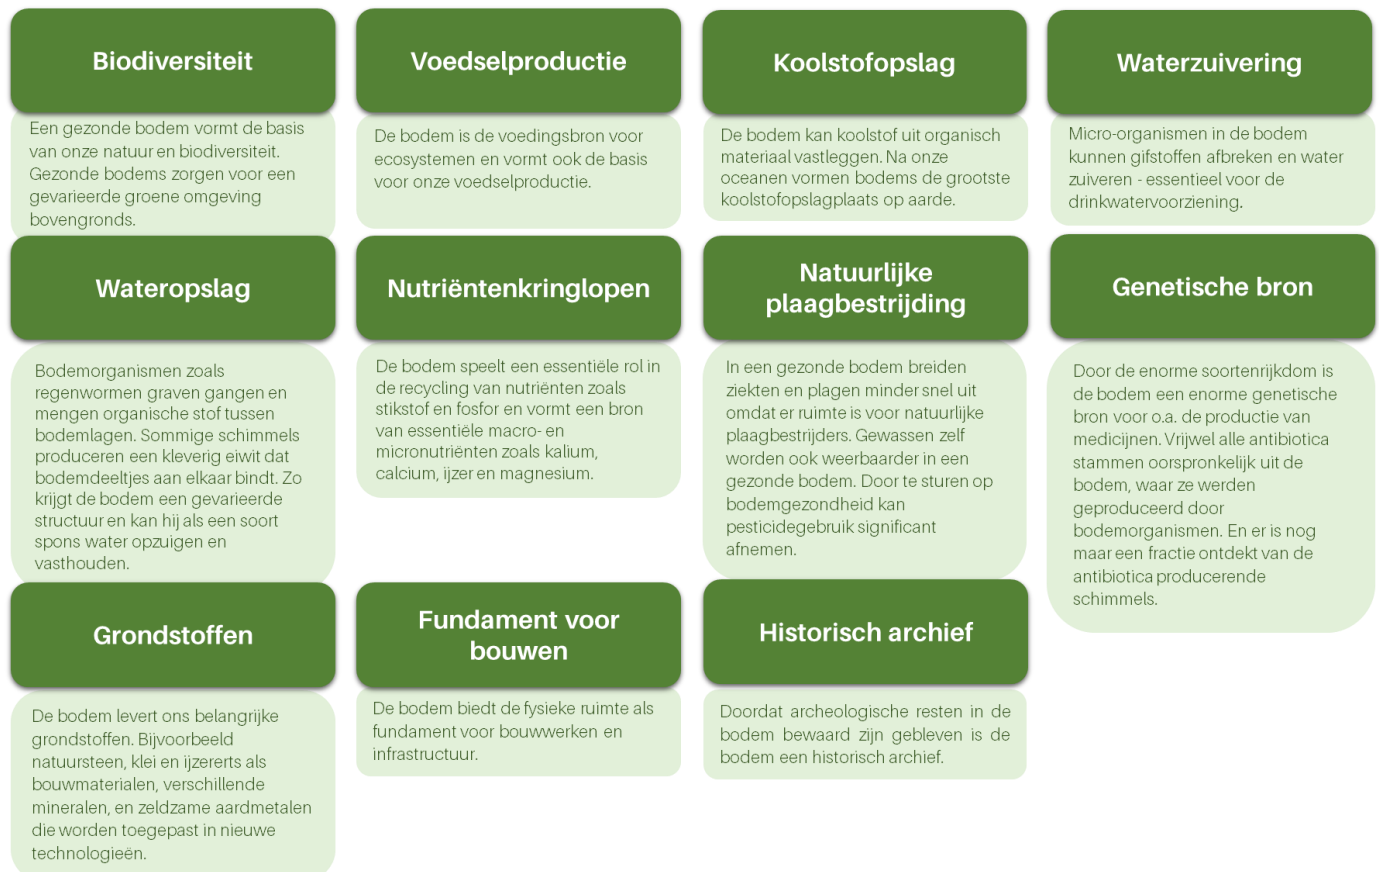 Biodiversiteit
Een gezonde bodem vormt de basis
van onze natuur en biodiversiteit.
Gezonde bodems zorgen voor een
gevarieerde groene omgeving
bovengronds.
Voedselproductie
De bodem is de voedingsbron voor
ecosystemen en vormt ook de basis
voor onze voedselproductie.
Koolstofopslag
De bodem kan koolstof uit organisch
materiaal vastleggen. Na onze
oceanen vormen bodems de grootste
koolstofopslagplaats op aarde.
Waterzuivering
Micro-organismen in de bodem
kunnen gifstoffen afbreken en water
zuiveren - essentieel voor de
drinkwatervoorziening.
Wateropslag
Bodemorganismen zoals
regenwormen graven gangen en
mengen organische stof tussen
bodemlagen. Sommige schimmels
produceren een kleverig eiwit dat
bodemdeeltjes aan elkaar bindt. Zo
krijgt de bodem een gevarieerde
structuur en kan hij als een soort
spons water opzuigen en
vasthouden.
Nutriëntenkringlopen
De bodem speelt een essentiële rol in
de recycling van nutriënten zoals
stikstof en fosfor en vormt een bron
van essentiële macro- en
micronutriënten zoals kalium,
calcium, ijzer en magnesium.
Natuurlijke
plaagbestrijding
In een gezonde bodem breiden
ziekten en plagen minder snel uit
omdat er ruimte is voor natuurlijke
plaagbestrijders. Gewassen zelf
worden ook weerbaarder in een
gezonde bodem. Door te sturen op
bodemgezondheid kan
pesticidegebruik significant
afnemen.
Genetische bron
Door de enorme soortenrijkdom is
de bodem een enorme genetische
bron voor o.a. de productie van
medicijnen. Vrijwel alle antibiotica
stammen oorspronkelijk uit de
bodem, waar ze werden
geproduceerd door
bodemorganismen. En er is nog
maar een fractie ontdekt van de
antibiotica producerende
schimmels.
Grondstoffen
De bodem levert ons belangrijke
grondstoffen. Bijvoorbeeld
natuursteen, klei en ijzererts als
bouwmaterialen, verschillende
mineralen, en zeldzame aardmetalen
die worden toegepast in nieuwe
technologieën.
Fundament voor
bouwen
De bodem biedt de fysieke ruimte als
fundament voor bouwwerken en
infrastructuur.
Historisch archief
Doordat archeologische resten in de
bodem bewaard zijn gebleven is de
bodem een historisch archief.